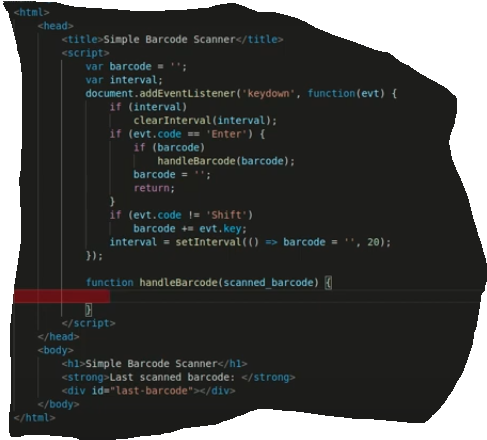 <html>
<head>
<title>Simple Barcode Scanner</title>
<script>
var barcode = '';
var interval;
document.addEventListener('keydown', function(evt) {
if (interval)
clearInterval(interval);
if (evt.code == 'Enter') {
if (barcode)
handleBarcode(barcode);
barcode = '';
return;
}
if (evt.code != 'Shift')
barcode += evt.key;
interval = setInterval(() => barcode = '', 20);
});
function handleBarcode(scanned_barcode) {
}
</script>
</head>
<body>
<h1>Simple Barcode Scanner</h1>
<strong>Last scanned barcode: </strong>
<div id="last-barcode"></div>
</body>
</html>